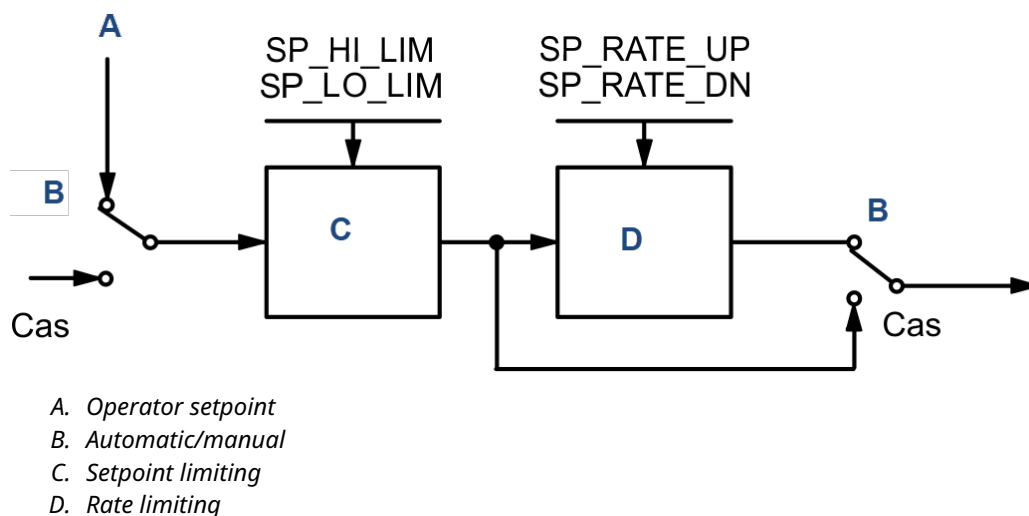 A
SP_HI_LIM
SP_LO_LIM
SP_RATE_UP
SP_RATE_DN
B
C
D
B
Cas
Cas
A. Operator setpoint
B. Automatic/manual
C. Setpoint limiting
D. Rate limiting